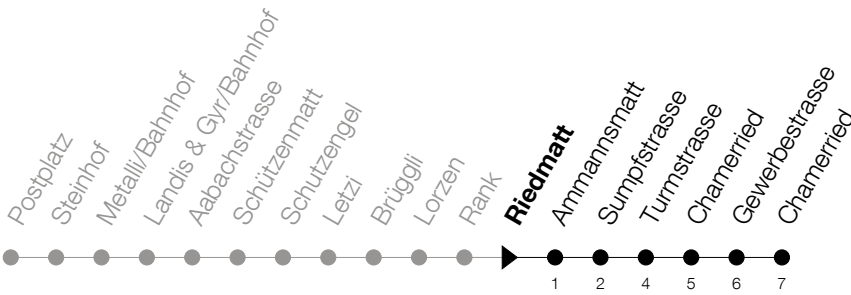 Postplatz
Steinhof
Metalli/Bahnhof
Landis & Gyr/Bahnhof
Aabachstrasse
Schützenmatt
Schutzengel
Letzi
Brüggli
Lorzen
Rank
Riedmatt
Ammannsmatt
Sumpfstrasse
Turmstrasse
Chamerried
Gewerbestrasse
Chamerried
1 2 4 5 6 7